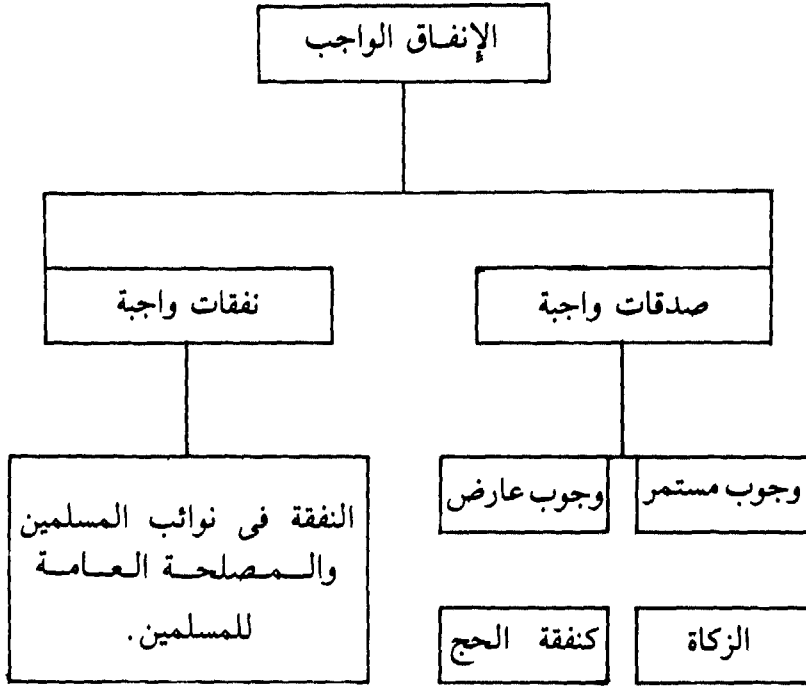 الإنفاق الواجب
صدقات واجبة
نفقات واجبة
وجوب مستمر
وجوب عارض
النفقة فى نوائب المسلمين
والمصلحة العامة
للمسلمين.
الزكاة
كنفقة الحج